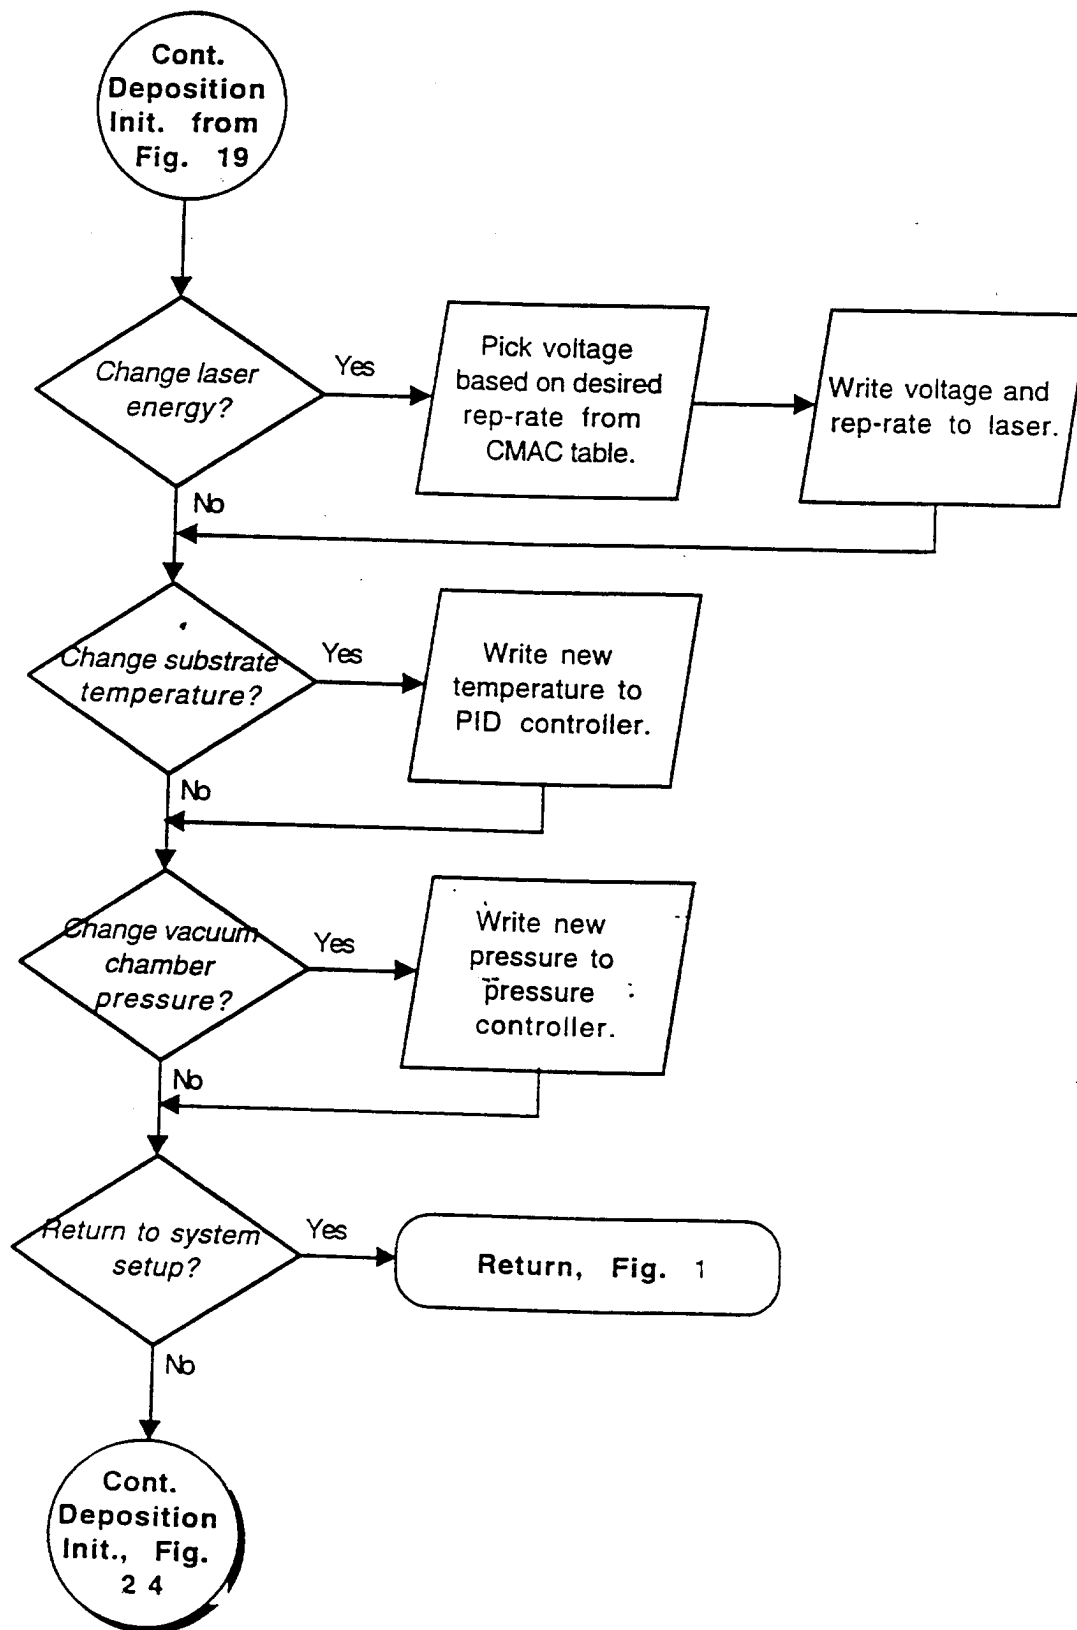 Cont.
Deposition
Init. from
Fig. 19
Change laser
energy?
Yes
Pick voltage
based on desired
rep-rate from
CMAC table.
Write voltage and
rep-rate to laser.
No
Change substrate
temperature?
Yes
Write new
temperature to
PID controller.
No
Change vacuum
chamber
pressure?
Yes
Write new
pressure to
pressure
controller.
No
Return to system
setup?
Yes
Return, Fig. 1
No
Cont.
Deposition
Init., Fig.
2 4